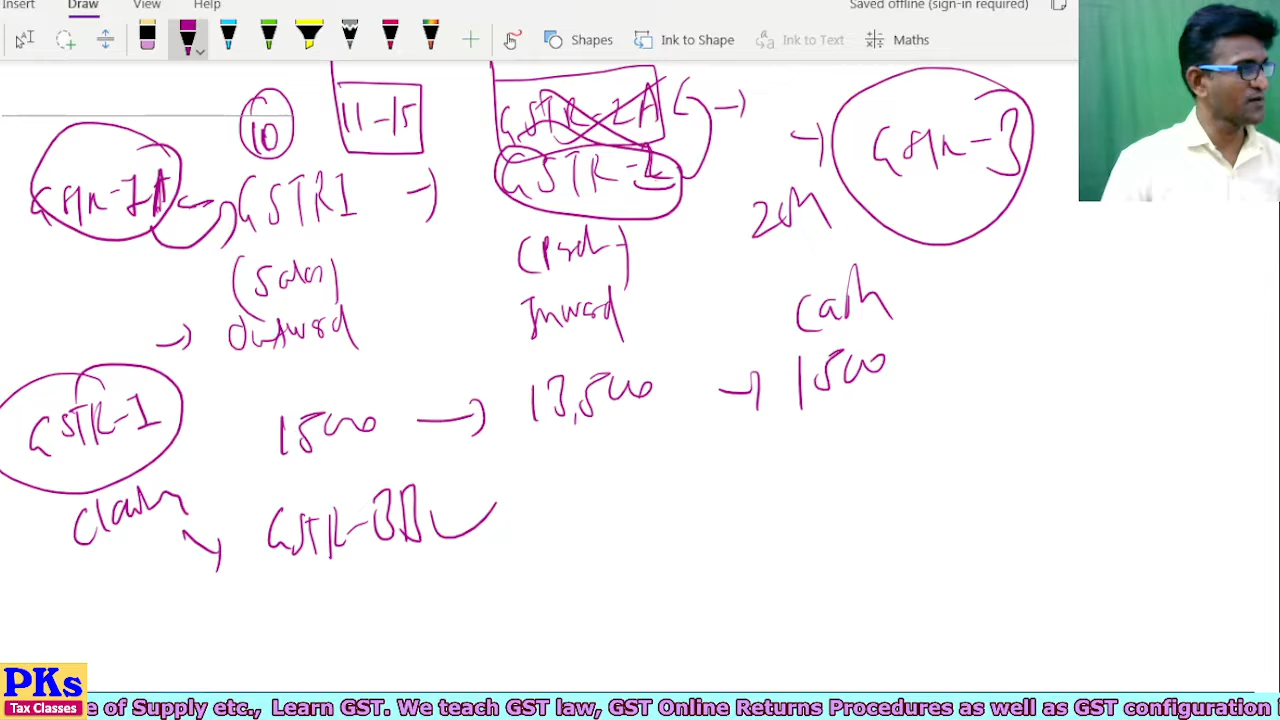 Insert Draw View Help Saved offline (sign-in required)
Shapes Ink to Shape Ink to Text Maths
10 11-15 GSTR-2A
GSTR-1A GSTR1 GSTR-2 GSTR-3
20th
(Sales)
Outward Inward
Cash
GSTR-1 1500 → 13,500 → 1500
GSTR-3B
PKs
Tax Classes
e of Supply etc., Learn GST. We teach GST law, GST Online Returns Procedures as well as GST configuration i